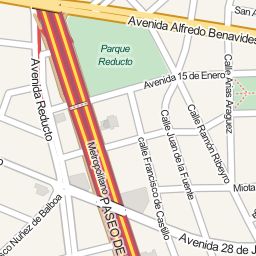 San A
Avenida Alfredo Benavides
Parque
Reducto
Avenida 15 de Enero
Avenida Reducto
Calle Arias Araguez
Calle Ramón Ribeyro
Calle Juan de la Fuente
calle Francisco de Castillo
Metropolitano
PASEO DE
Miota
sco Nuñez de Balboa
Avenida 28 de J